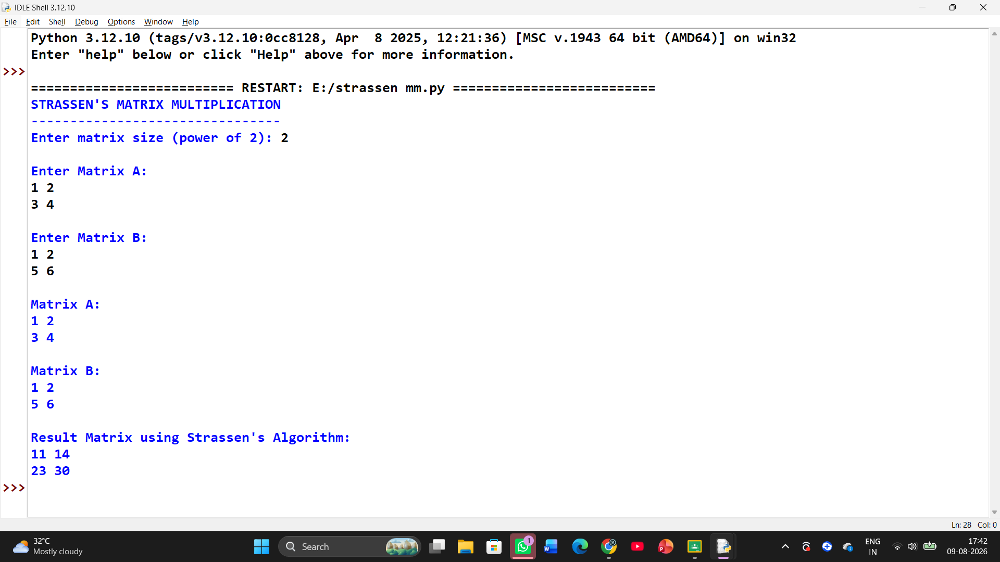 IDLE Shell 3.12.10
File Edit Shell Debug Options Window Help
Python 3.12.10 (tags/v3.12.10:0cc8128, Apr  8 2025, 12:21:36) [MSC v.1943 64 bit (AMD64)] on win32
Enter "help" below or click "Help" above for more information.
>>>
========================== RESTART: E:/strassen mm.py ==========================
STRASSEN'S MATRIX MULTIPLICATION
--------------------------------
Enter matrix size (power of 2): 2
Enter Matrix A:
1 2
3 4
Enter Matrix B:
1 2
5 6
Matrix A:
1 2
3 4
Matrix B:
1 2
5 6
Result Matrix using Strassen's Algorithm:
11 14
23 30
>>>
Ln: 28 Col: 0
32°C
Mostly cloudy
Search
1
ENG
IN
17:42
09-08-2026